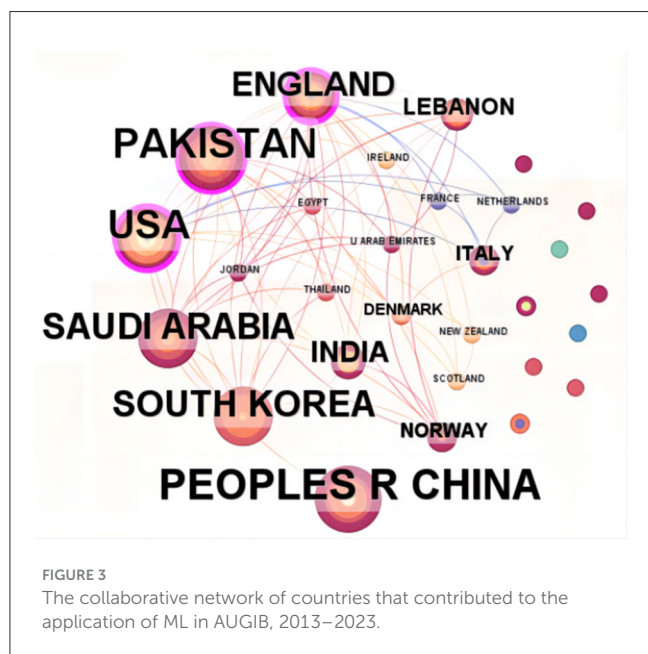 ENGLAND
LEBANON
PAKISTAN
IRELAND
EGYPT
FRANCE
NETHERLANDS
USA
U ARAB EMIRATES
ITALY
JORDAN
THAILAND
DENMARK
SAUDI ARABIA
NEW ZEALAND
INDIA
SCOTLAND
SOUTH KOREA
NORWAY
PEOPLES R CHINA
FIGURE 3
The collaborative network of countries that contributed to the
application of ML in AUGIB, 2013–2023.